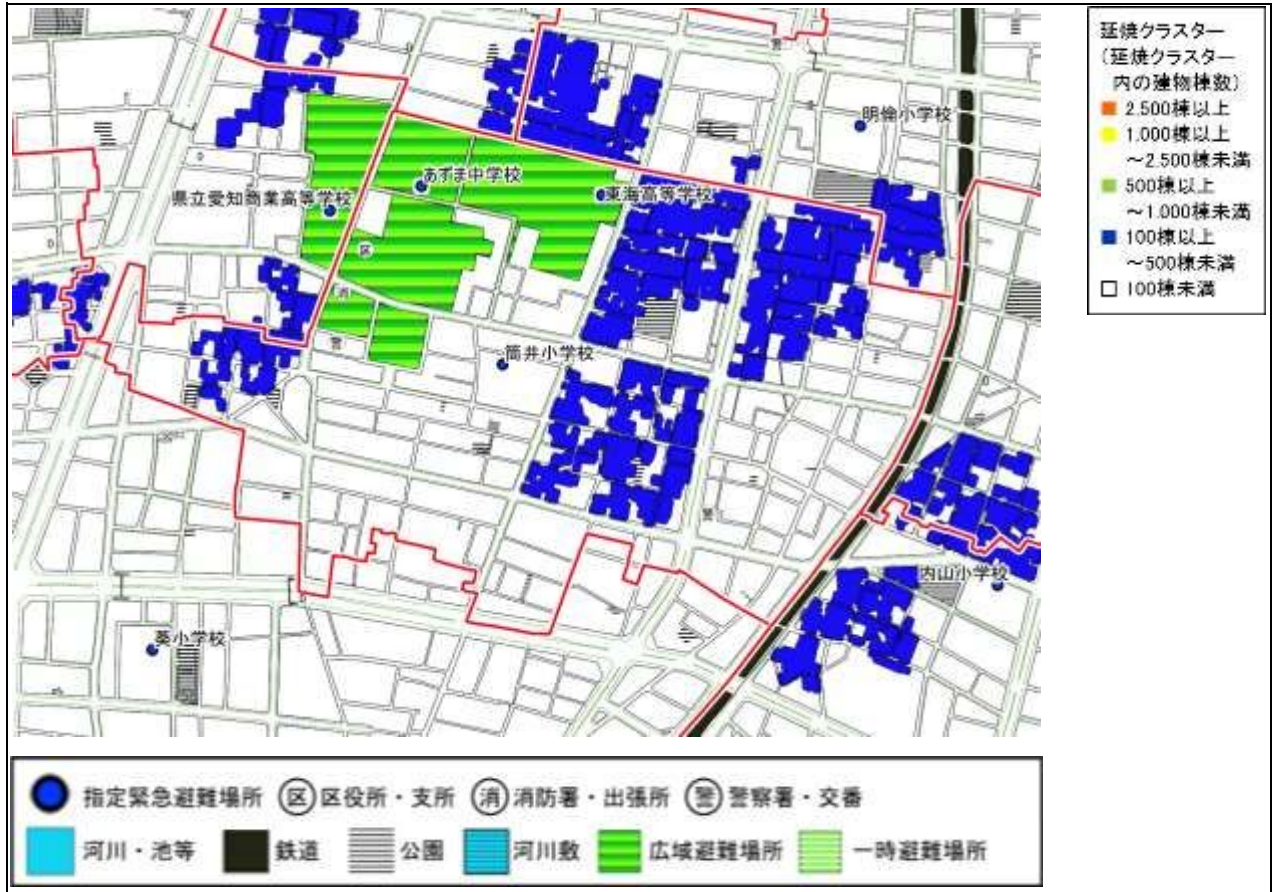 明倫小学校
あずま中学校
東海高等学校
県立愛知商業高等学校
区
消
警
筒井小学校
内山小学校
葵小学校
延焼クラスター
(延焼クラスター
内の建物棟数)
2,500棟以上
1,000棟以上
～2,500棟未満
500棟以上
～1,000棟未満
100棟以上
～500棟未満
100棟未満
指定緊急避難場所 区 区役所・支所 消 消防署・出張所 警 警察署・交番
河川・池等 鉄道 公園 河川敷 広域避難場所 一時避難場所